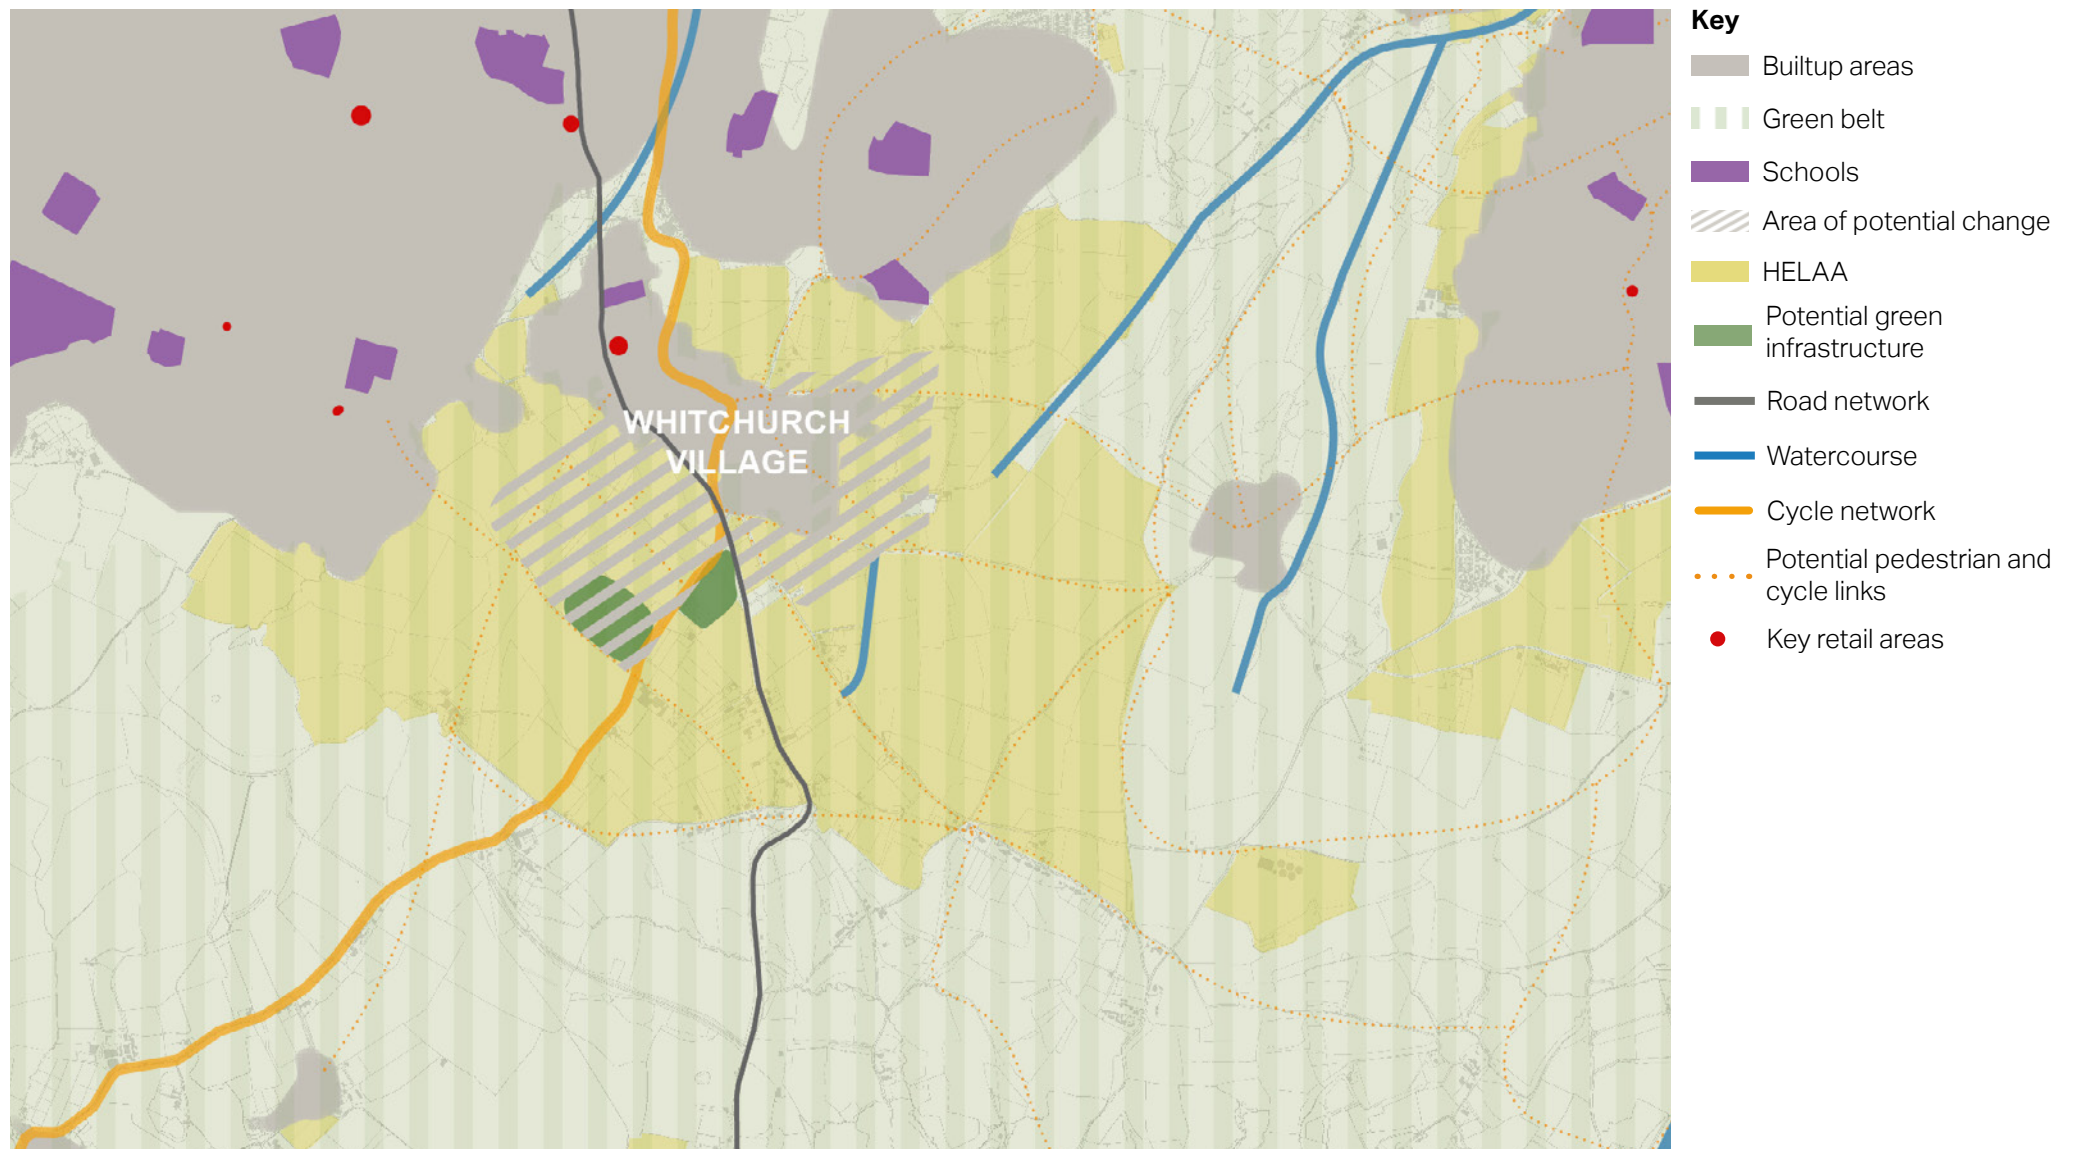 WHITCHURCH
VILLAGE
Key
Builtup areas
Green belt
Schools
Area of potential change
HELAA
Potential green
infrastructure
Road network
Watercourse
Cycle network
Potential pedestrian and
cycle links
Key retail areas